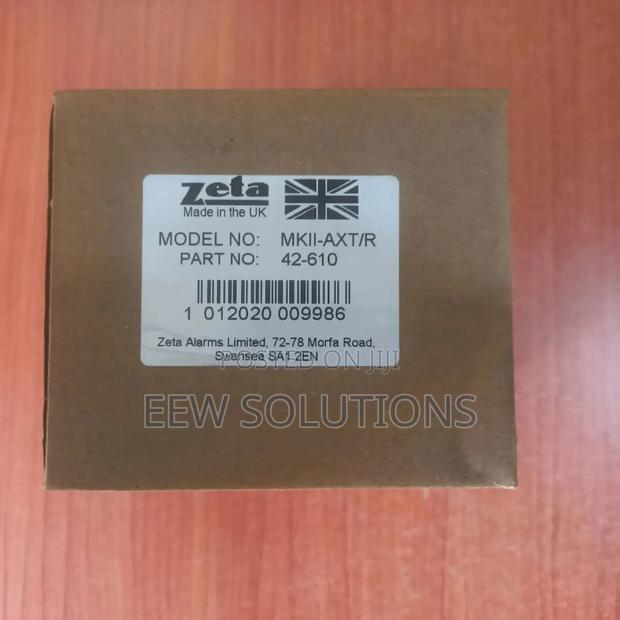 Zeta
Made in the UK
MODEL NO: MKII-AXT/R
PART NO: 42-610
1 012020 009986
Zeta Alarms Limited, 72-78 Morfa Road,
Swansea SA1 2EN
POSTED ON JIJI
EEW SOLUTIONS